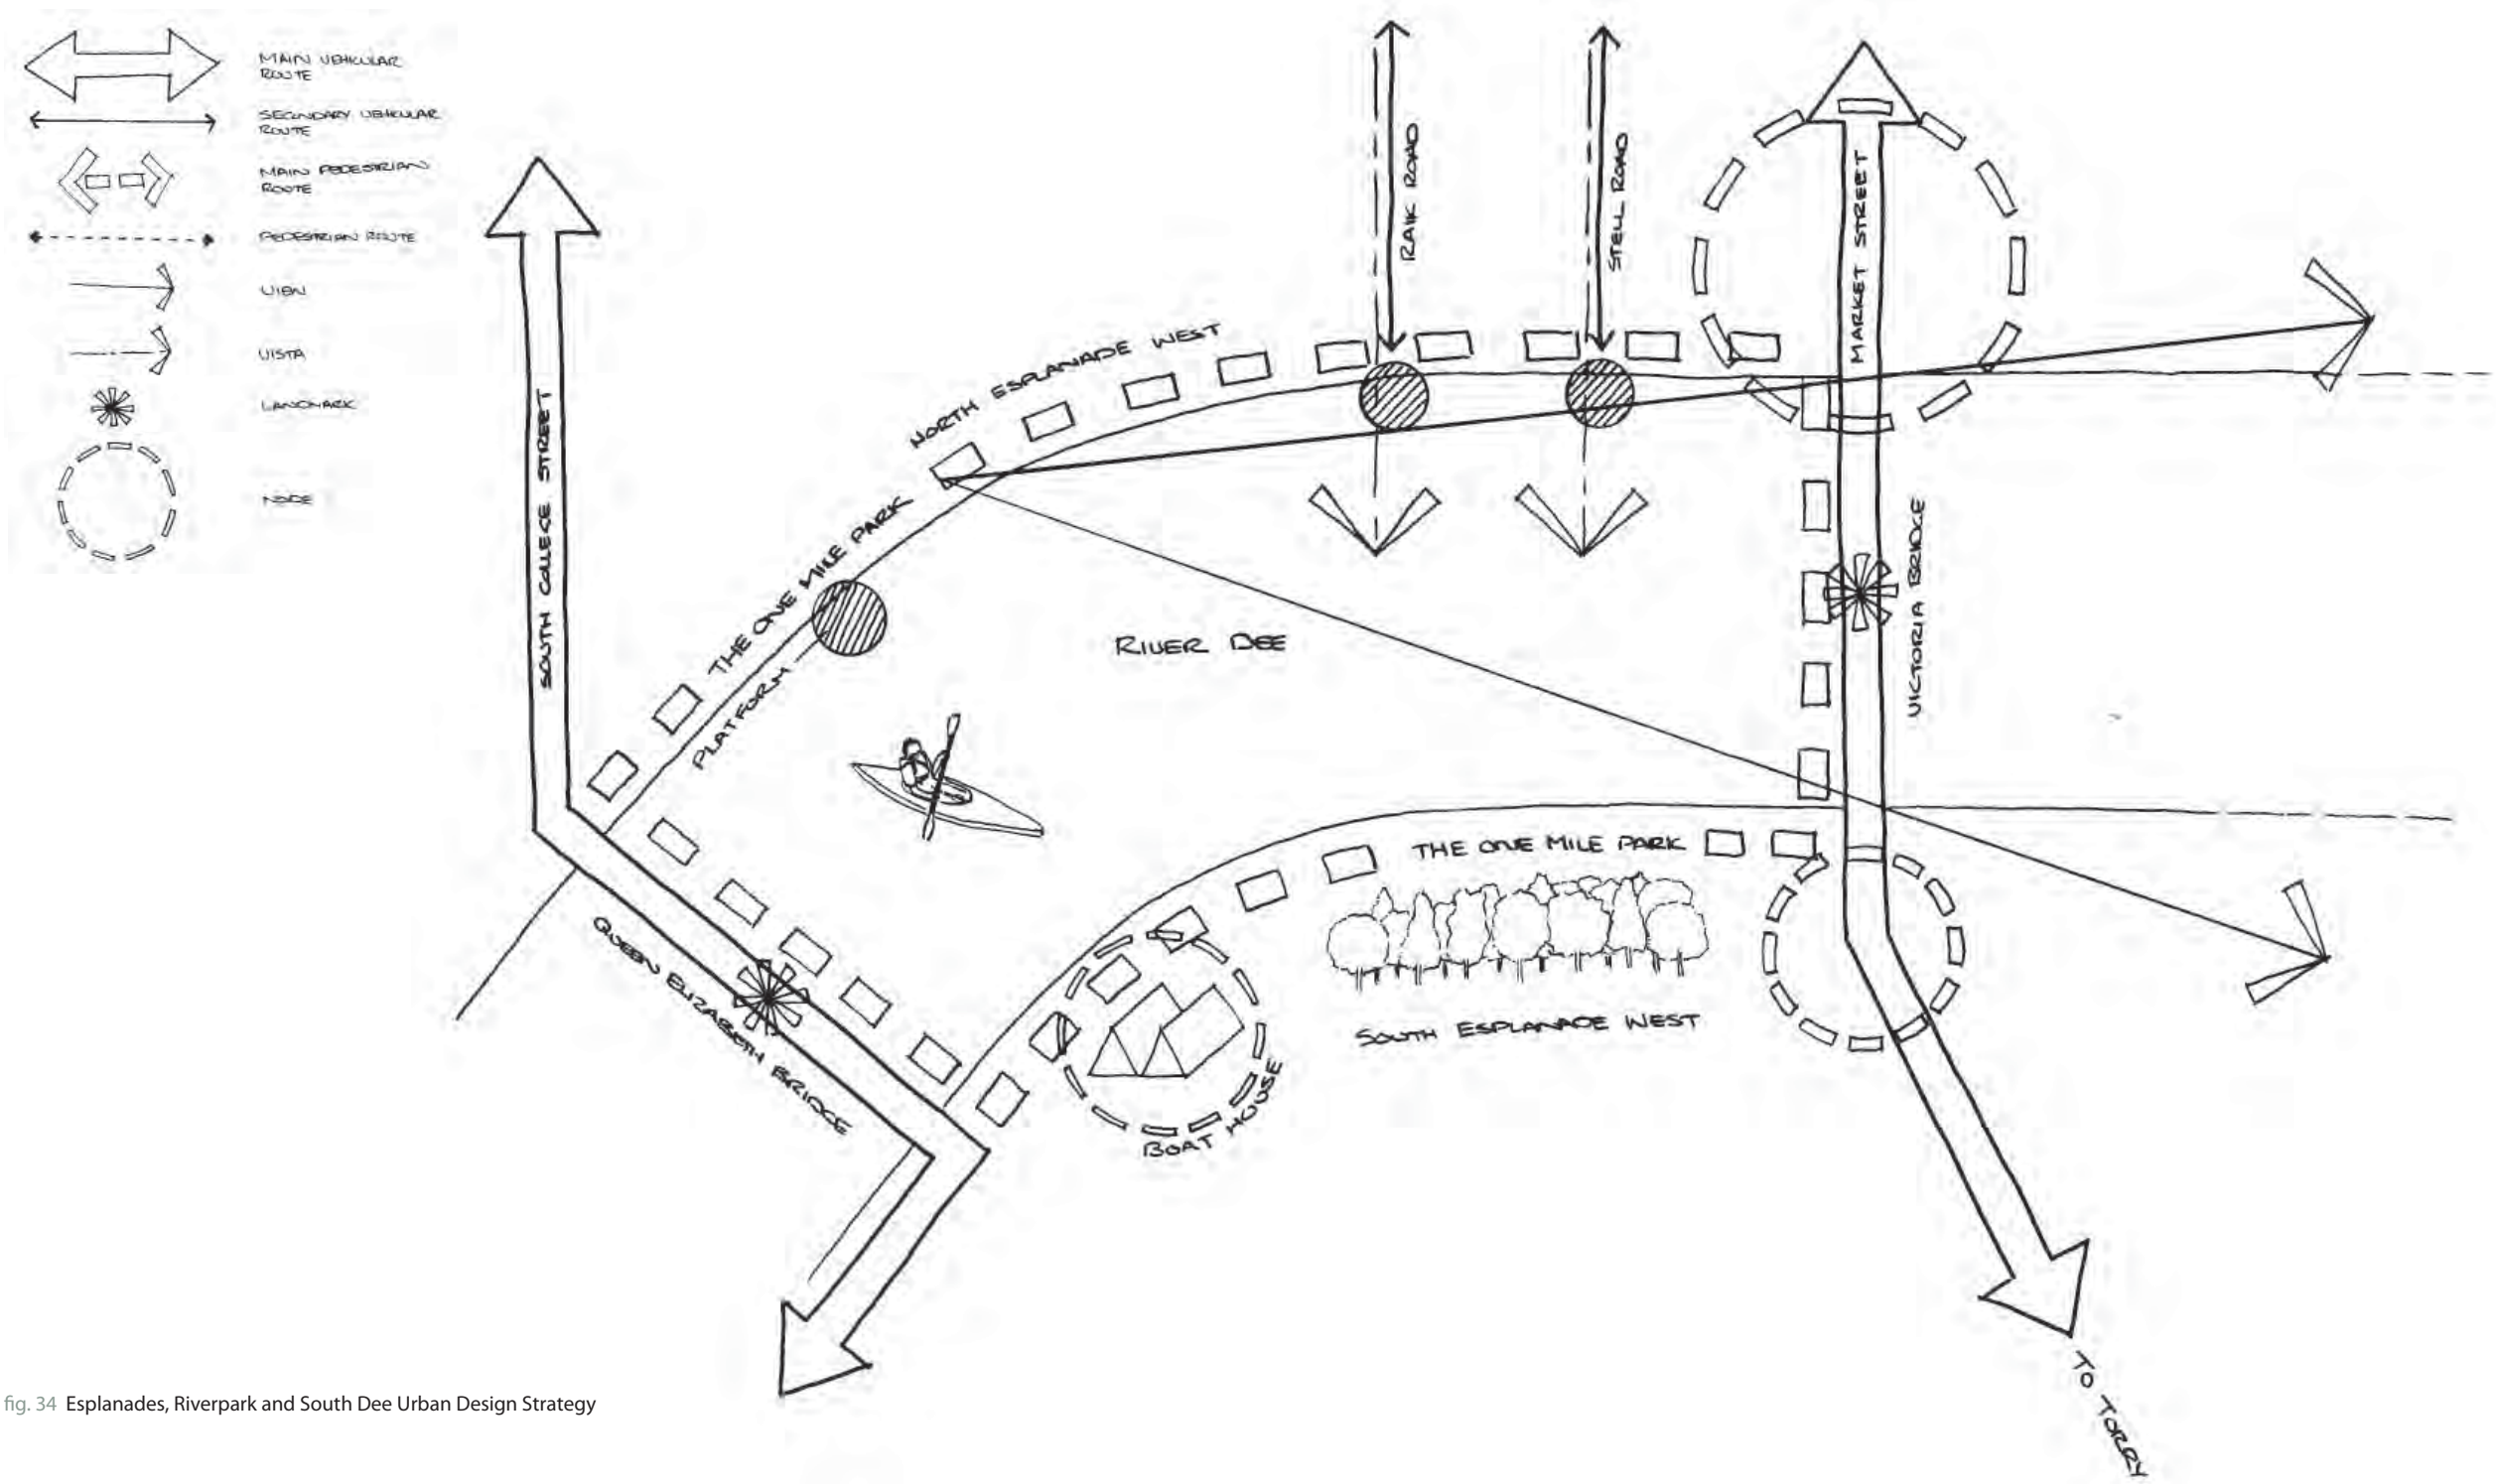 MAIN VEHICULAR
ROUTE
SECONDARY VEHICULAR
ROUTE
MAIN PEDESTRIAN
ROUTE
PEDESTRIAN ROUTE
VIEW
VISTA
LANDMARK
NODE
SOUTH COLLEGE STREET
NORTH ESPLANADE WEST
THE ONE MILE PARK
PLATFORM
RAIK ROAD
STELL ROAD
MARKET STREET
RIVER DEE
VICTORIA BRIDGE
THE ONE MILE PARK
SOUTH ESPLANADE WEST
QUEEN ELIZABETH BRIDGE
BOAT HOUSE
TO TORRY
fig. 34 Esplanades, Riverpark and South Dee Urban Design Strategy